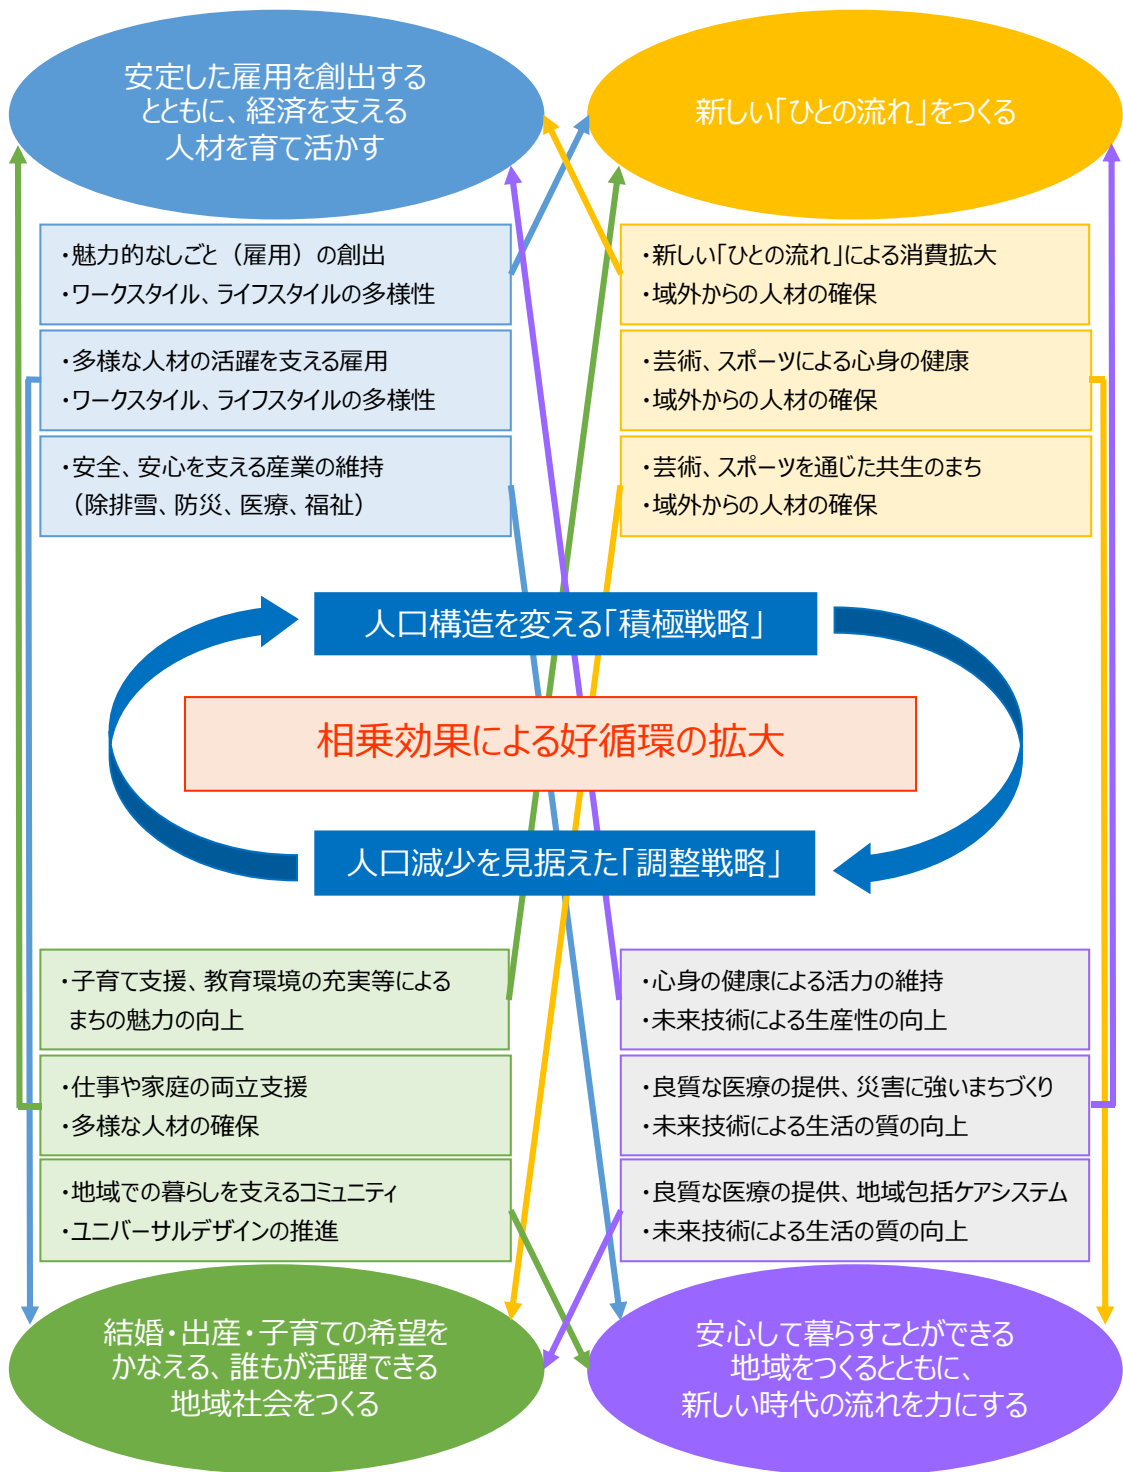 安定した雇用を創出する
とともに、経済を支える
人材を育て活かす
新しい「ひとの流れ」をつくる
・魅力的なしごと（雇用）の創出
・ワークスタイル、ライフスタイルの多様性
・多様な人材の活躍を支える雇用
・ワークスタイル、ライフスタイルの多様性
・安全、安心を支える産業の維持
（除排雪、防災、医療、福祉）
・新しい「ひとの流れ」による消費拡大
・域外からの人材の確保
・芸術、スポーツによる心身の健康
・域外からの人材の確保
・芸術、スポーツを通じた共生のまち
・域外からの人材の確保
人口構造を変える「積極戦略」
相乗効果による好循環の拡大
人口減少を見据えた「調整戦略」
・子育て支援、教育環境の充実等による
まちの魅力の向上
・仕事や家庭の両立支援
・多様な人材の確保
・地域での暮らしを支えるコミュニティ
・ユニバーサルデザインの推進
・心身の健康による活力の維持
・未来技術による生産性の向上
・良質な医療の提供、災害に強いまちづくり
・未来技術による生活の質の向上
・良質な医療の提供、地域包括ケアシステム
・未来技術による生活の質の向上
結婚・出産・子育ての希望を
かなえる、誰もが活躍できる
地域社会をつくる
安心して暮らすことができる
地域をつくるとともに、
新しい時代の流れを力にする